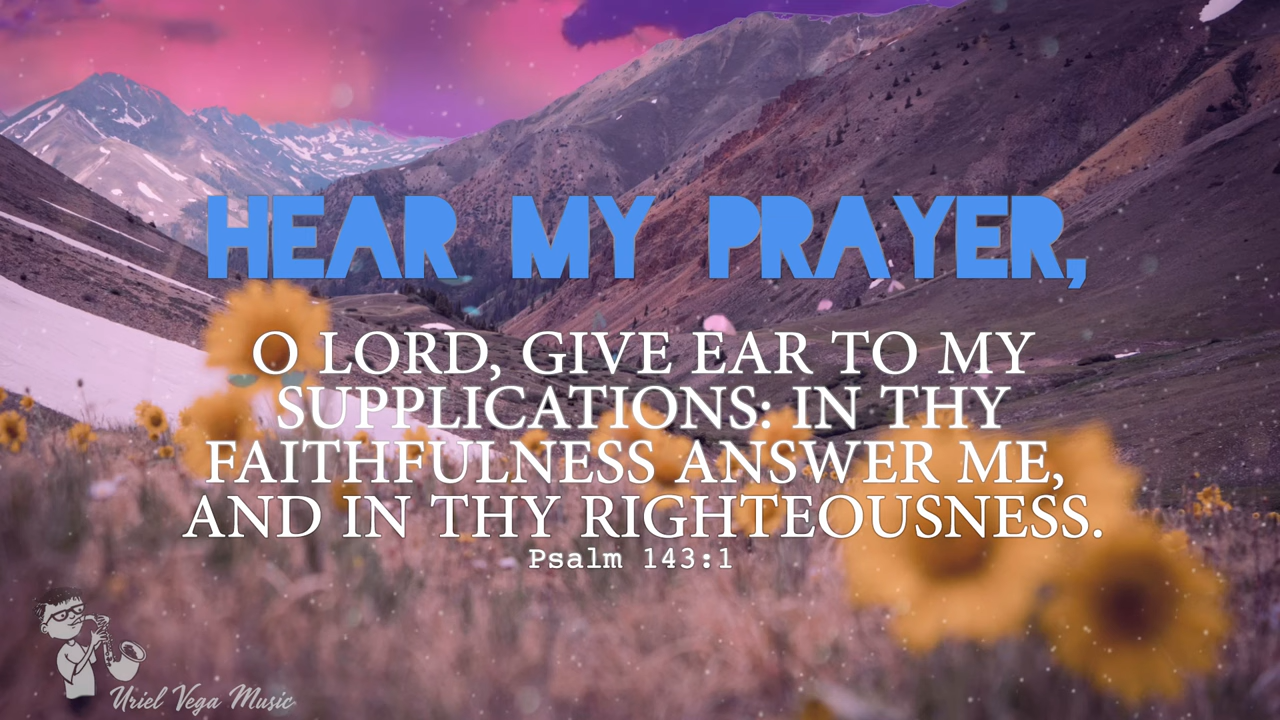 HEAR MY PRAYER,
O LORD, GIVE EAR TO MY
SUPPLICATIONS: IN THY
FAITHFULNESS ANSWER ME,
AND IN THY RIGHTEOUSNESS.
Psalm 143:1
Uriel Vega Music